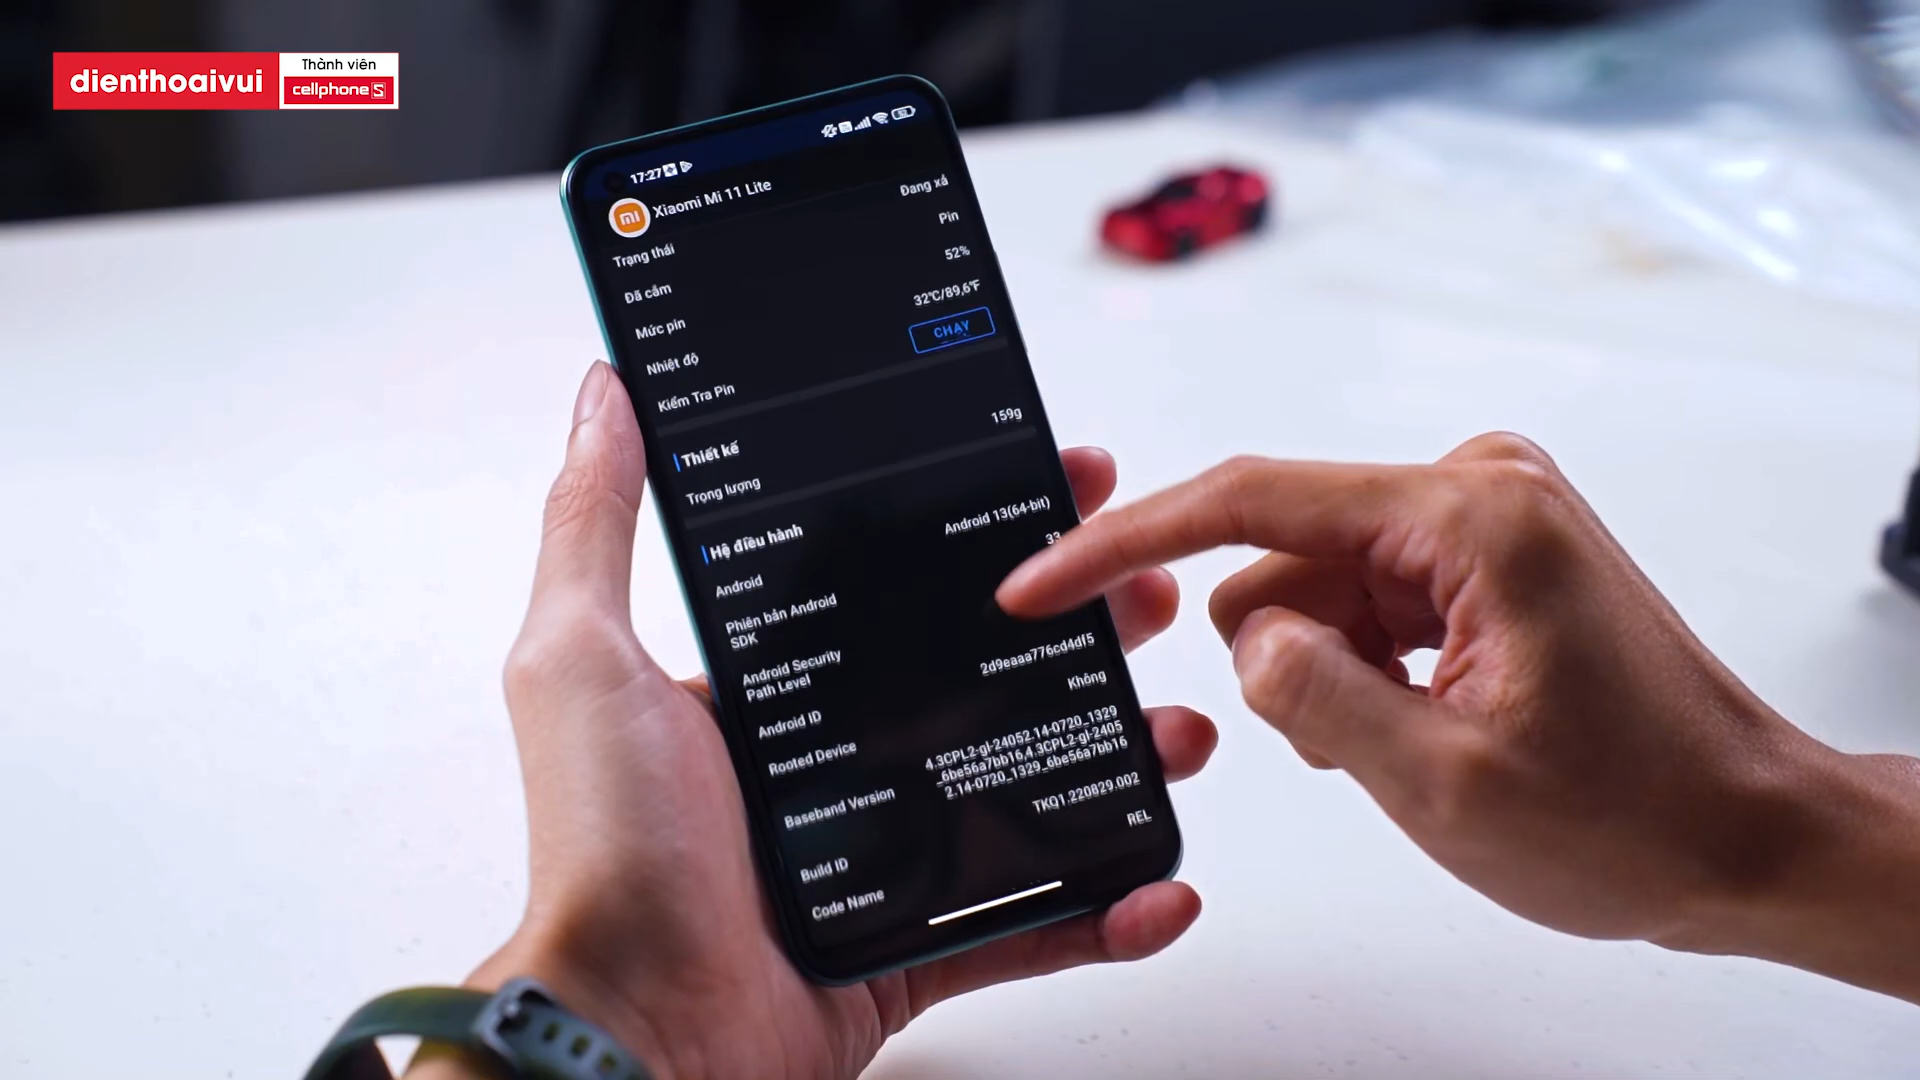 dienthoaivui
Thành viên
cellphoneS
17:27
52
mi
Xiaomi Mi 11 Lite
Trạng thái
Đang xả
Đã cắm
Pin
Mức pin
52%
Nhiệt độ
32°C/89,6°F
Kiểm Tra Pin
CHẠY
Thiết kế
Trọng lượng
159g
Hệ điều hành
Android
Android 13(64-bit)
Phiên bản Android
SDK
33
Android Security
Path Level
Android ID
2d9eaaa776cd4df5
Rooted Device
Không
Baseband Version
4.3CPL2-gl-24052.14-0720_1329
_6be56a7bb16,4.3CPL2-gl-2405
2.14-0720_1329_6be56a7bb16
Build ID
TKQ1.220829.002
Code Name
REL